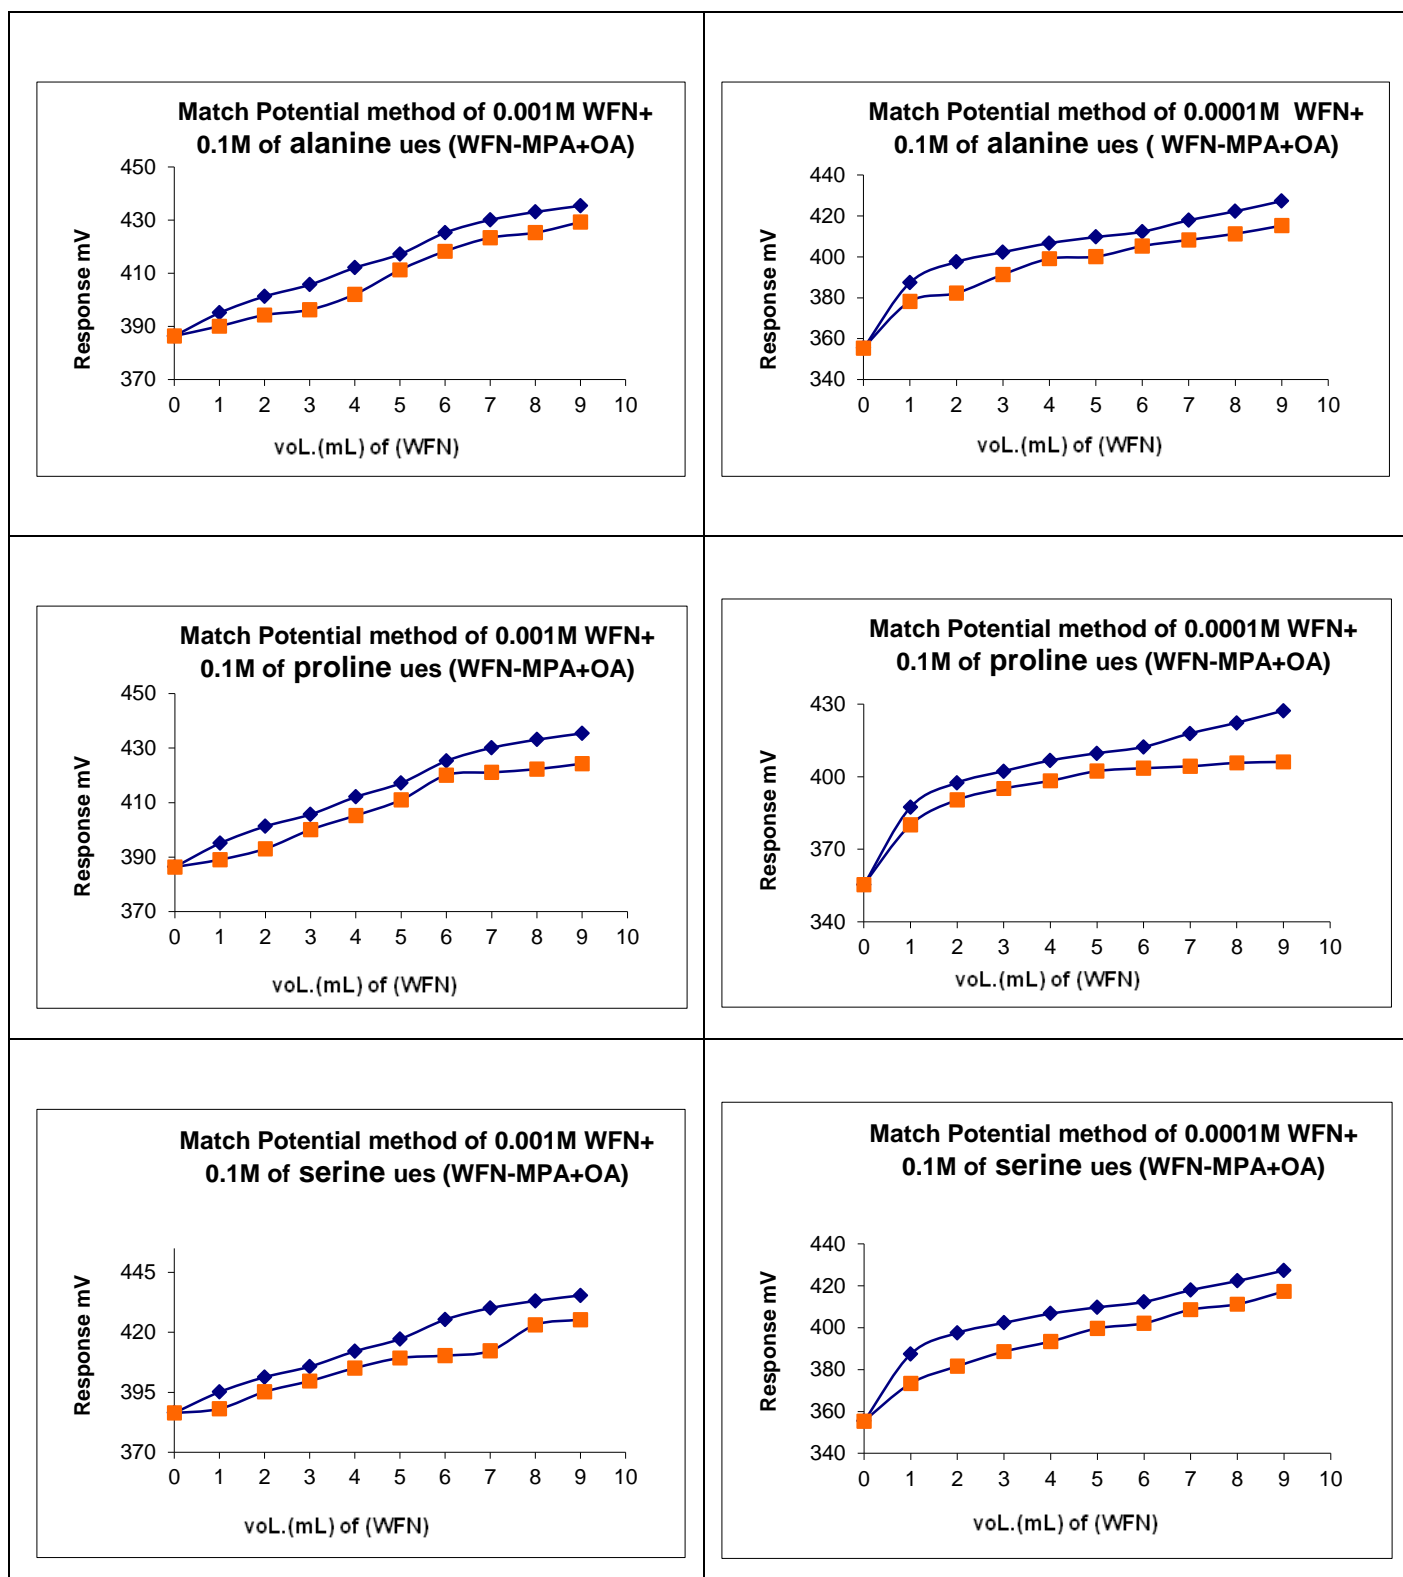 Match Potential method of 0.001M WFN+
0.1M of alanine ues (WFN-MPA+OA)
450
430
410
390
370
Response mV
0 1 2 3 4 5 6 7 8 9 10
voL.(mL) of (WFN)
Match Potential method of 0.0001M WFN+
0.1M of alanine ues ( WFN-MPA+OA)
440
420
400
380
360
340
Response mV
0 1 2 3 4 5 6 7 8 9 10
voL.(mL) of (WFN)
Match Potential method of 0.001M WFN+
0.1M of proline ues (WFN-MPA+OA)
450
430
410
390
370
Response mV
0 1 2 3 4 5 6 7 8 9 10
voL.(mL) of (WFN)
Match Potential method of 0.0001M WFN+
0.1M of proline ues (WFN-MPA+OA)
430
400
370
340
Response mV
0 1 2 3 4 5 6 7 8 9 10
voL.(mL) of (WFN)
Match Potential method of 0.001M WFN+
0.1M of serine ues (WFN-MPA+OA)
445
420
395
370
Response mV
0 1 2 3 4 5 6 7 8 9 10
voL.(mL) of (WFN)
Match Potential method of 0.0001M WFN+
0.1M of serine ues (WFN-MPA+OA)
440
420
400
380
360
340
Response mV
0 1 2 3 4 5 6 7 8 9 10
voL.(mL) of (WFN)